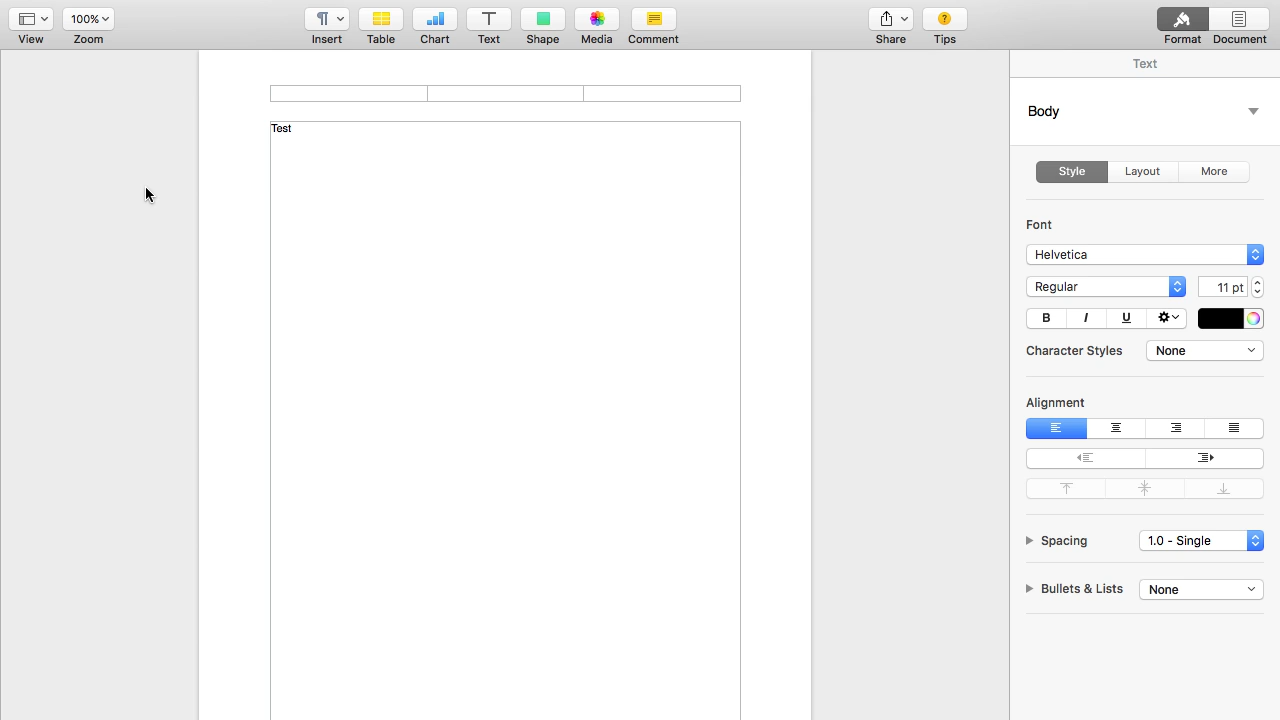 100%
View
Zoom
Insert
Table
Chart
Text
Shape
Media
Comment
Share
Tips
Format
Document
Text
Body
Style
Layout
More
Font
Helvetica
Regular
11 pt
B
I
U
Character Styles
None
Alignment
Spacing
1.0 - Single
Bullets & Lists
None
Test